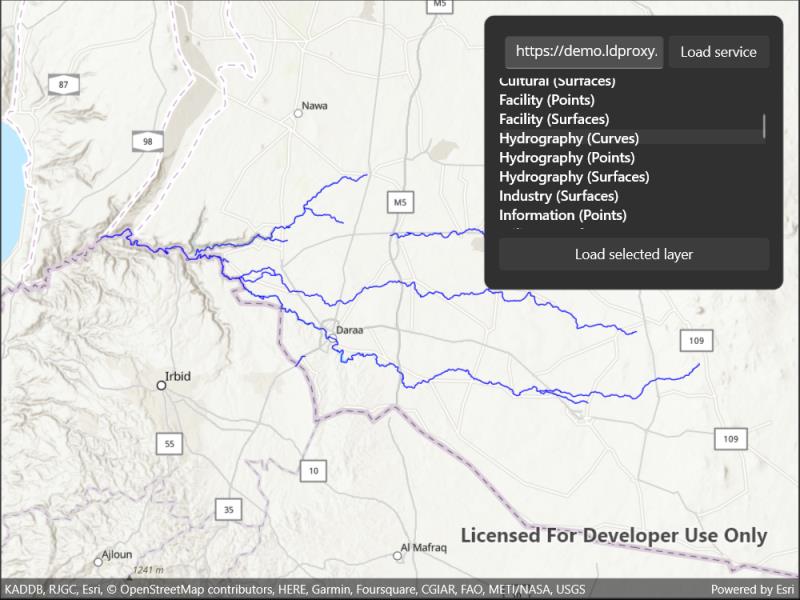 M5
87
98
Nawa
M5
Daraa
109
Irbid
109
55
10
35
Ajloun
1241 m
Al Mafraq
https://demo.ldproxy.
Load service
Cultural (Surfaces)
Facility (Points)
Facility (Surfaces)
Hydrography (Curves)
Hydrography (Points)
Hydrography (Surfaces)
Industry (Surfaces)
Information (Points)
Load selected layer
Licensed For Developer Use Only
KADDB, RJGC, Esri, © OpenStreetMap contributors, HERE, Garmin, Foursquare, CGIAR, FAO, METI/NASA, USGS
Powered by Esri